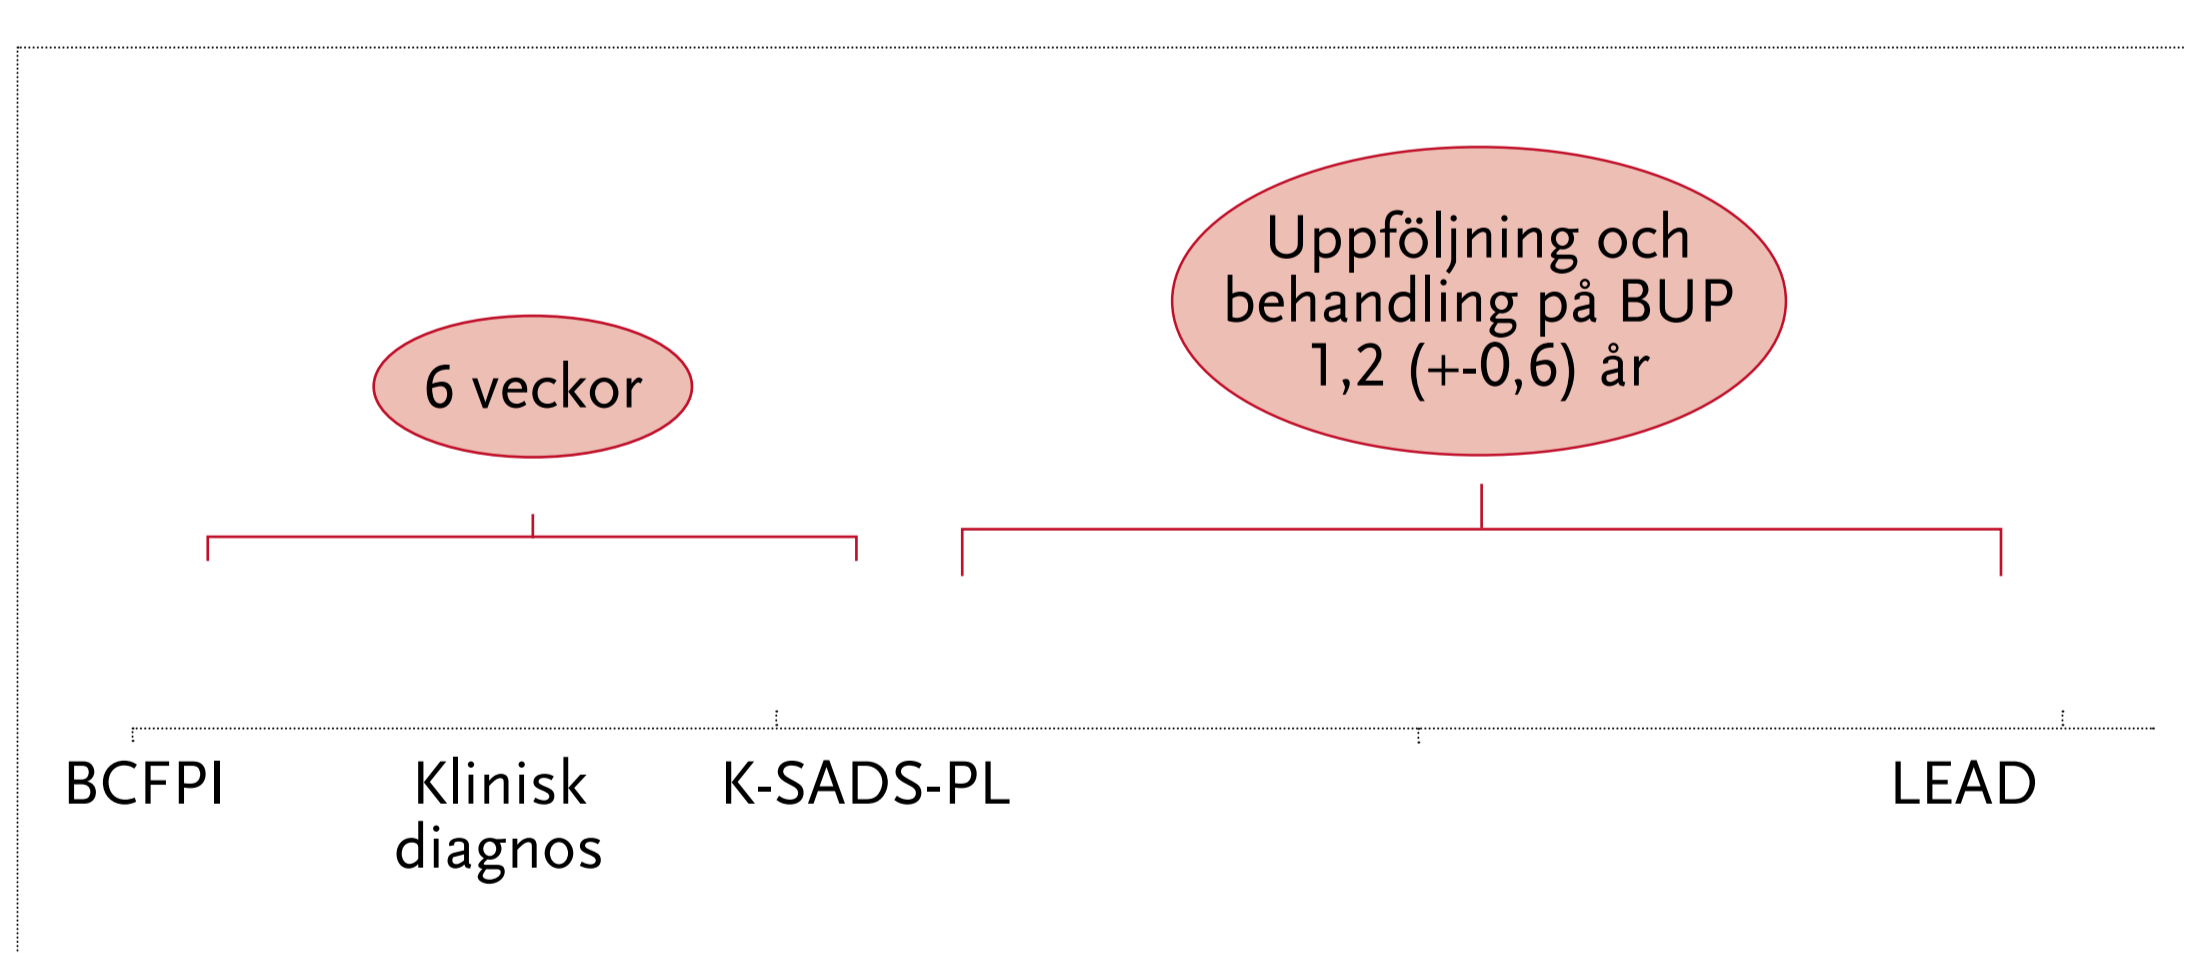 Uppföljning och
behandling på BUP
1,2 (+-0,6) år
6 veckor
BCFPI
Klinisk
diagnos
K-SADS-PL
LEAD